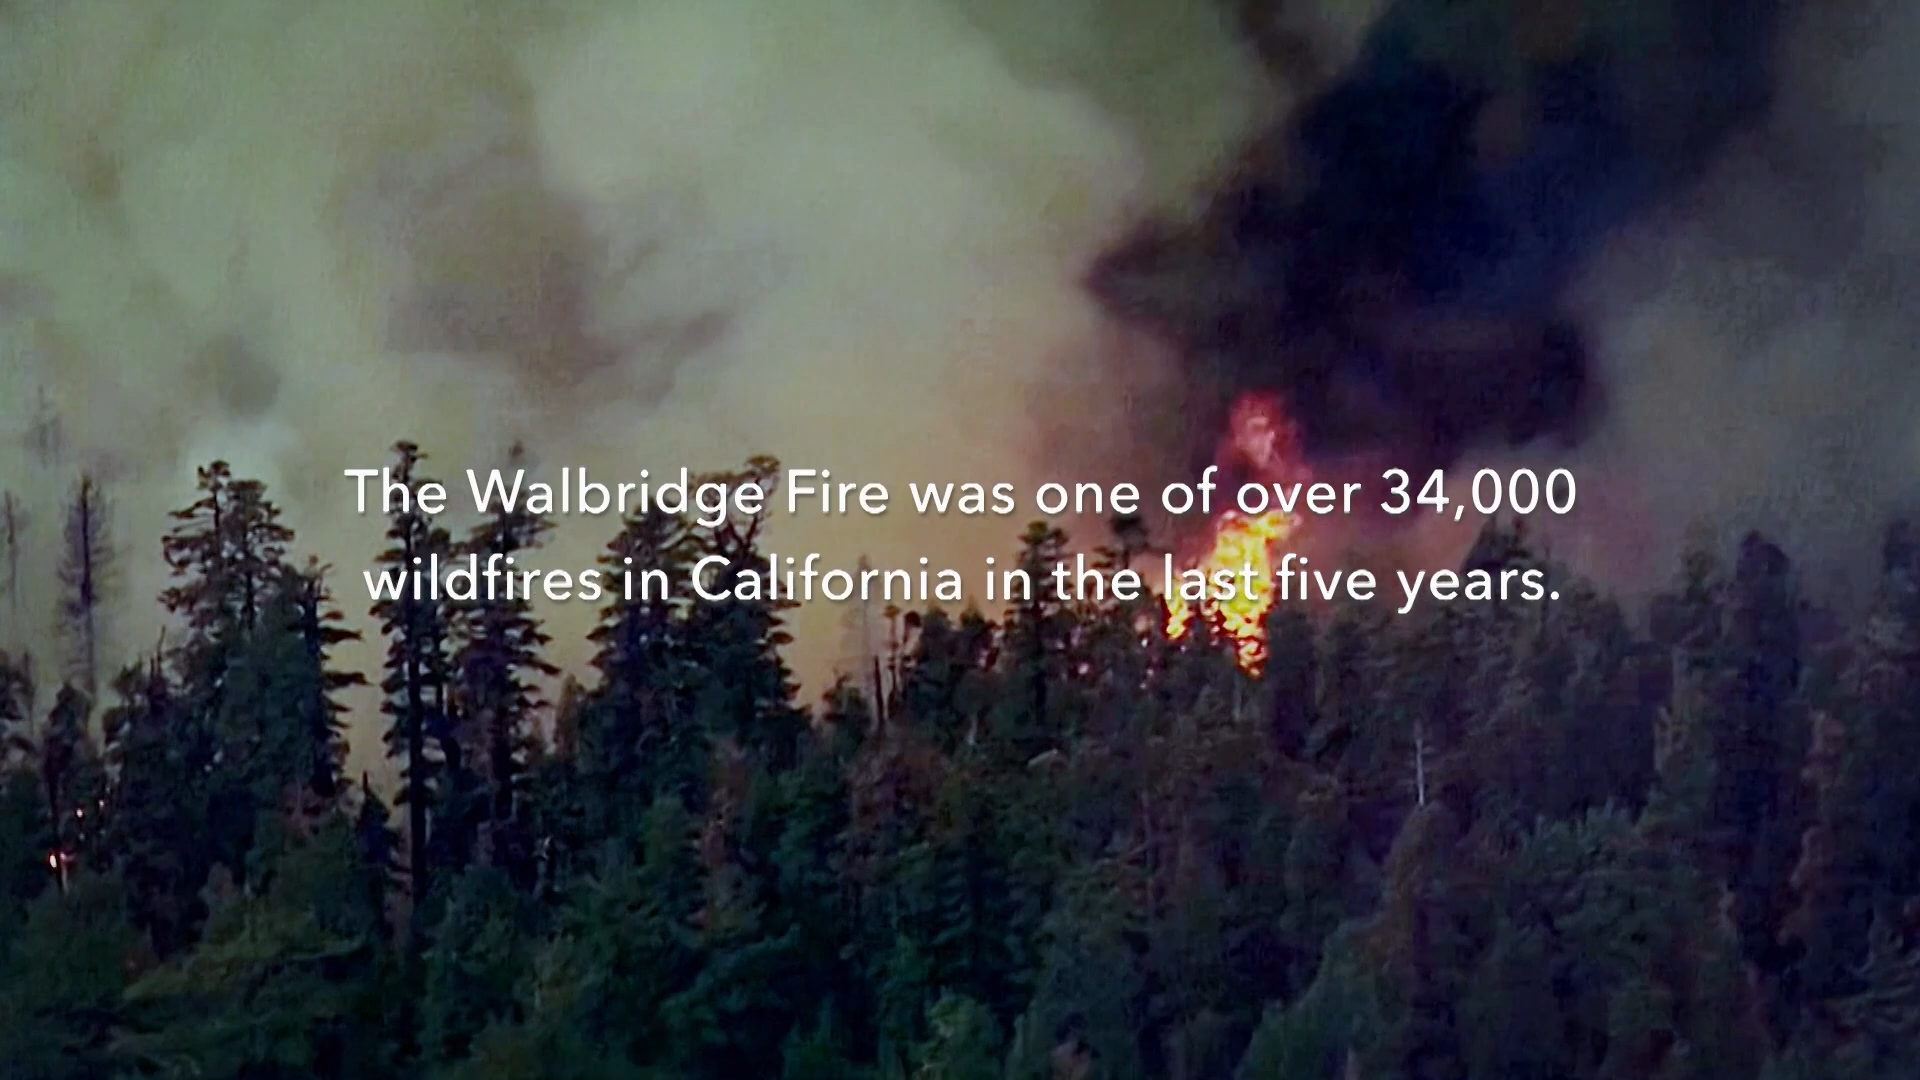 The Walbridge Fire was one of over 34,000
wildfires in California in the last five years.